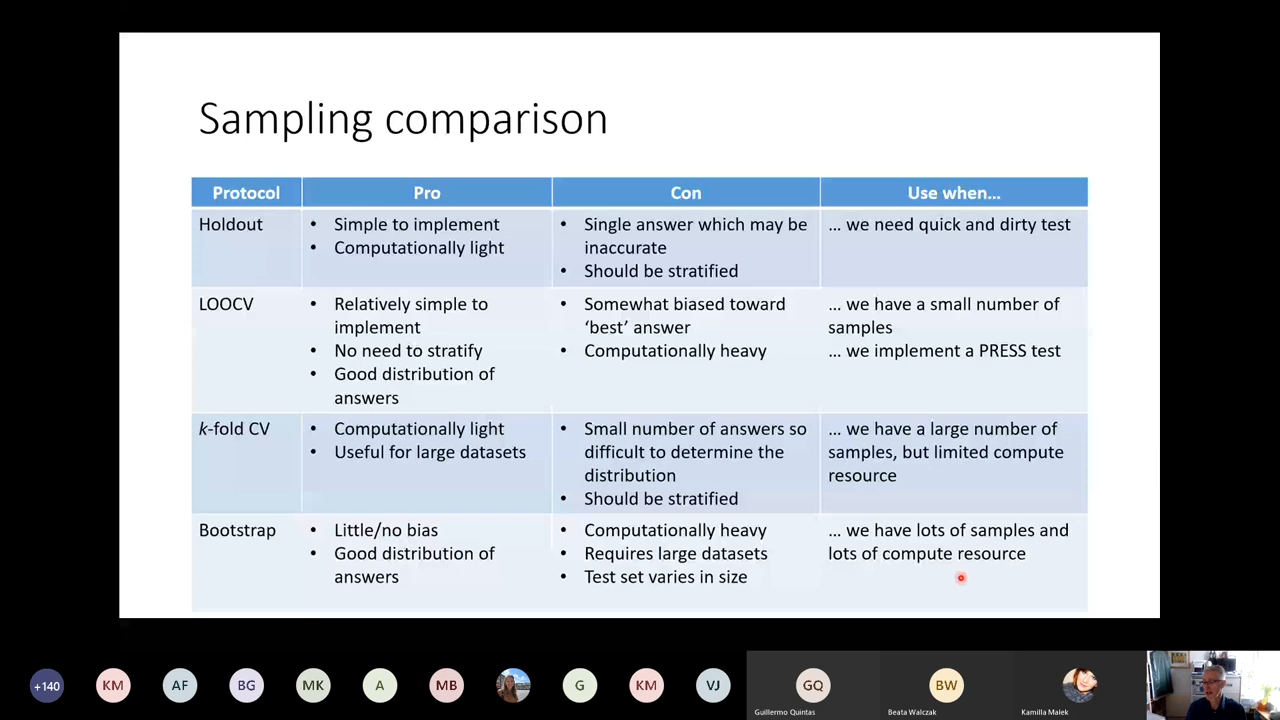 Sampling comparison
Protocol
Pro
Con
Use when...
Holdout
• Simple to implement
• Computationally light
• Single answer which may be
inaccurate
• Should be stratified
... we need quick and dirty test
LOOCV
• Relatively simple to
implement
• No need to stratify
• Good distribution of
answers
• Somewhat biased toward
‘best’ answer
• Computationally heavy
... we have a small number of
samples
... we implement a PRESS test
k-fold CV
• Computationally light
• Useful for large datasets
• Small number of answers so
difficult to determine the
distribution
• Should be stratified
... we have a large number of
samples, but limited compute
resource
Bootstrap
• Little/no bias
• Good distribution of
answers
• Computationally heavy
• Requires large datasets
• Test set varies in size
... we have lots of samples and
lots of compute resource
+140
KM
AF
BG
MK
A
MB
G
KM
VJ
GQ
Guillermo Quintas
BW
Beata Walczak
Kamilla Malek